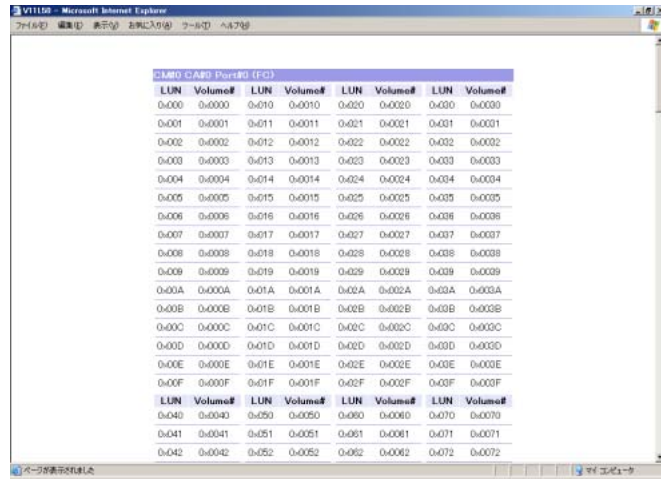 V11L50 - Microsoft Internet Explorer
ファイル(F) 編集(E) 表示(V) お気に入り(A) ツール(T) ヘルプ(H)
CM#0 CA#0 Port#0 (FC)
LUN Volume# LUN Volume# LUN Volume# LUN Volume#
0x000 0x0000 0x010 0x0010 0x020 0x0020 0x030 0x0030
0x001 0x0001 0x011 0x0011 0x021 0x0021 0x031 0x0031
0x002 0x0002 0x012 0x0012 0x022 0x0022 0x032 0x0032
0x003 0x0003 0x013 0x0013 0x023 0x0023 0x033 0x0033
0x004 0x0004 0x014 0x0014 0x024 0x0024 0x034 0x0034
0x005 0x0005 0x015 0x0015 0x025 0x0025 0x035 0x0035
0x006 0x0006 0x016 0x0016 0x026 0x0026 0x036 0x0036
0x007 0x0007 0x017 0x0017 0x027 0x0027 0x037 0x0037
0x008 0x0008 0x018 0x0018 0x028 0x0028 0x038 0x0038
0x009 0x0009 0x019 0x0019 0x029 0x0029 0x039 0x0039
0x00A 0x000A 0x01A 0x001A 0x02A 0x002A 0x03A 0x003A
0x00B 0x000B 0x01B 0x001B 0x02B 0x002B 0x03B 0x003B
0x00C 0x000C 0x01C 0x001C 0x02C 0x002C 0x03C 0x003C
0x00D 0x000D 0x01D 0x001D 0x02D 0x002D 0x03D 0x003D
0x00E 0x000E 0x01E 0x001E 0x02E 0x002E 0x03E 0x003E
0x00F 0x000F 0x01F 0x001F 0x02F 0x002F 0x03F 0x003F
LUN Volume# LUN Volume# LUN Volume# LUN Volume#
0x040 0x0040 0x050 0x0050 0x060 0x0060 0x070 0x0070
0x041 0x0041 0x051 0x0051 0x061 0x0061 0x071 0x0071
0x042 0x0042 0x052 0x0052 0x062 0x0062 0x072 0x0072
ページが表示されました マイ コンピュータ